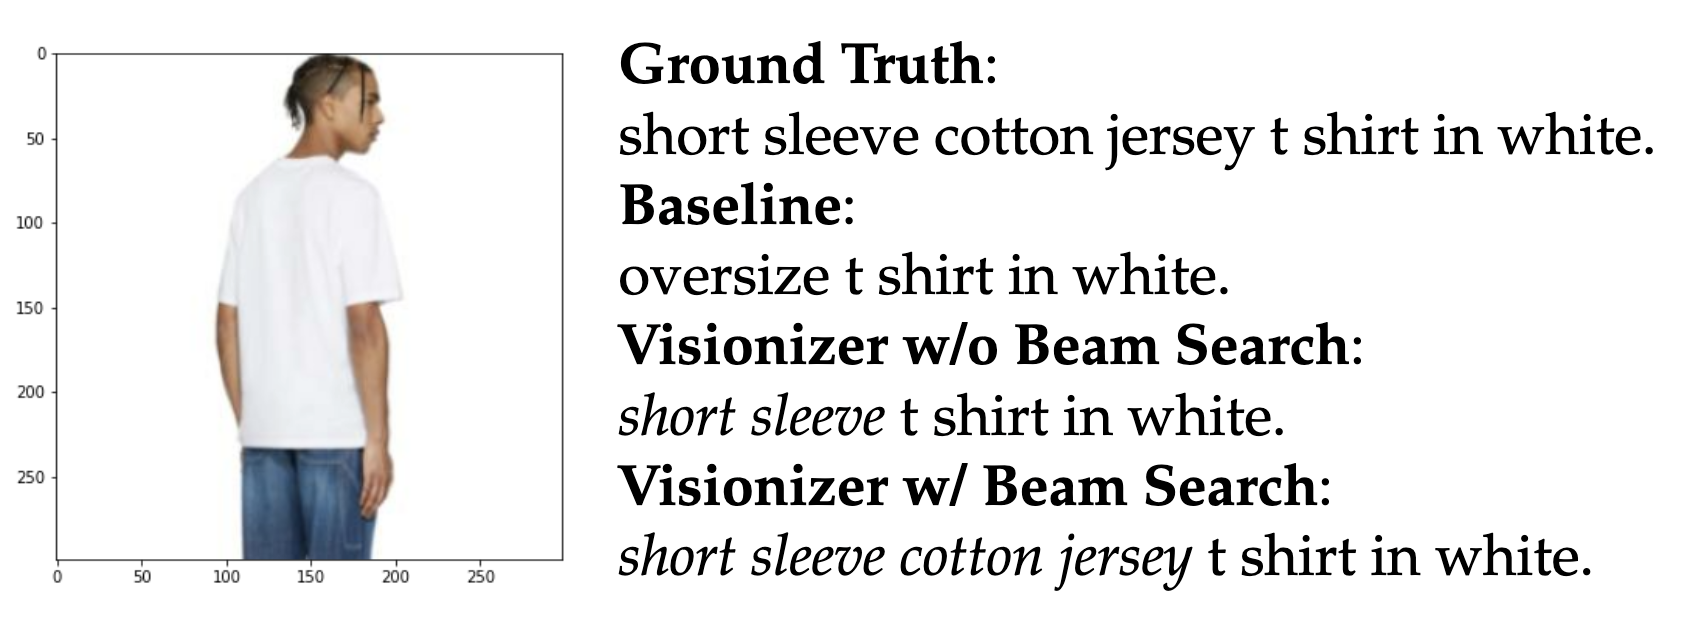 0
50
100
150
200
250
0 50 100 150 200 250
Ground Truth:
short sleeve cotton jersey t shirt in white.
Baseline:
oversize t shirt in white.
Visionizer w/o Beam Search:
short sleeve t shirt in white.
Visionizer w/ Beam Search:
short sleeve cotton jersey t shirt in white.